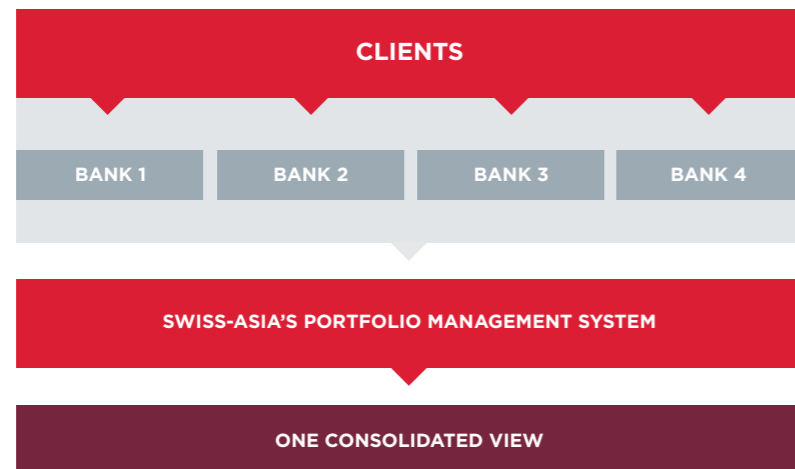 CLIENTS
BANK 1
BANK 2
BANK 3
BANK 4
SWISS-ASIA’S PORTFOLIO MANAGEMENT SYSTEM
ONE CONSOLIDATED VIEW